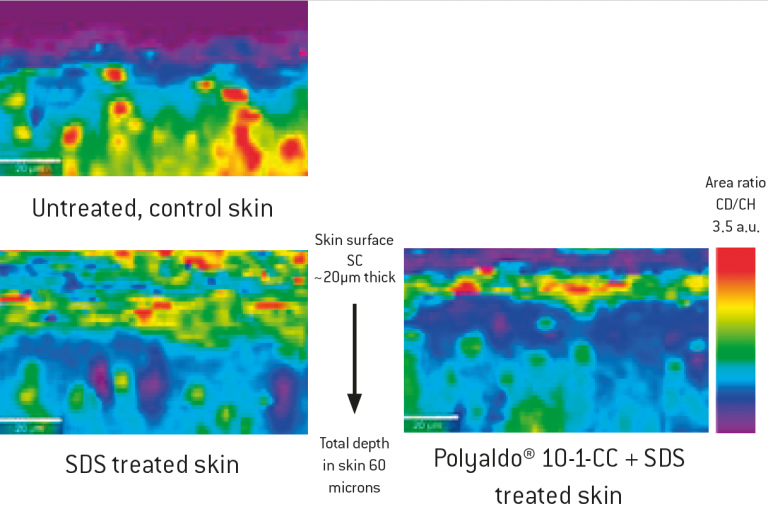 20 µm
Untreated, control skin
Area ratio
CD/CH
3.5 a.u.
Skin surface
SC
~20µm thick
20 µm
20 µm
Total depth
in skin 60
microns
SDS treated skin
Polyaldo® 10-1-CC + SDS
treated skin